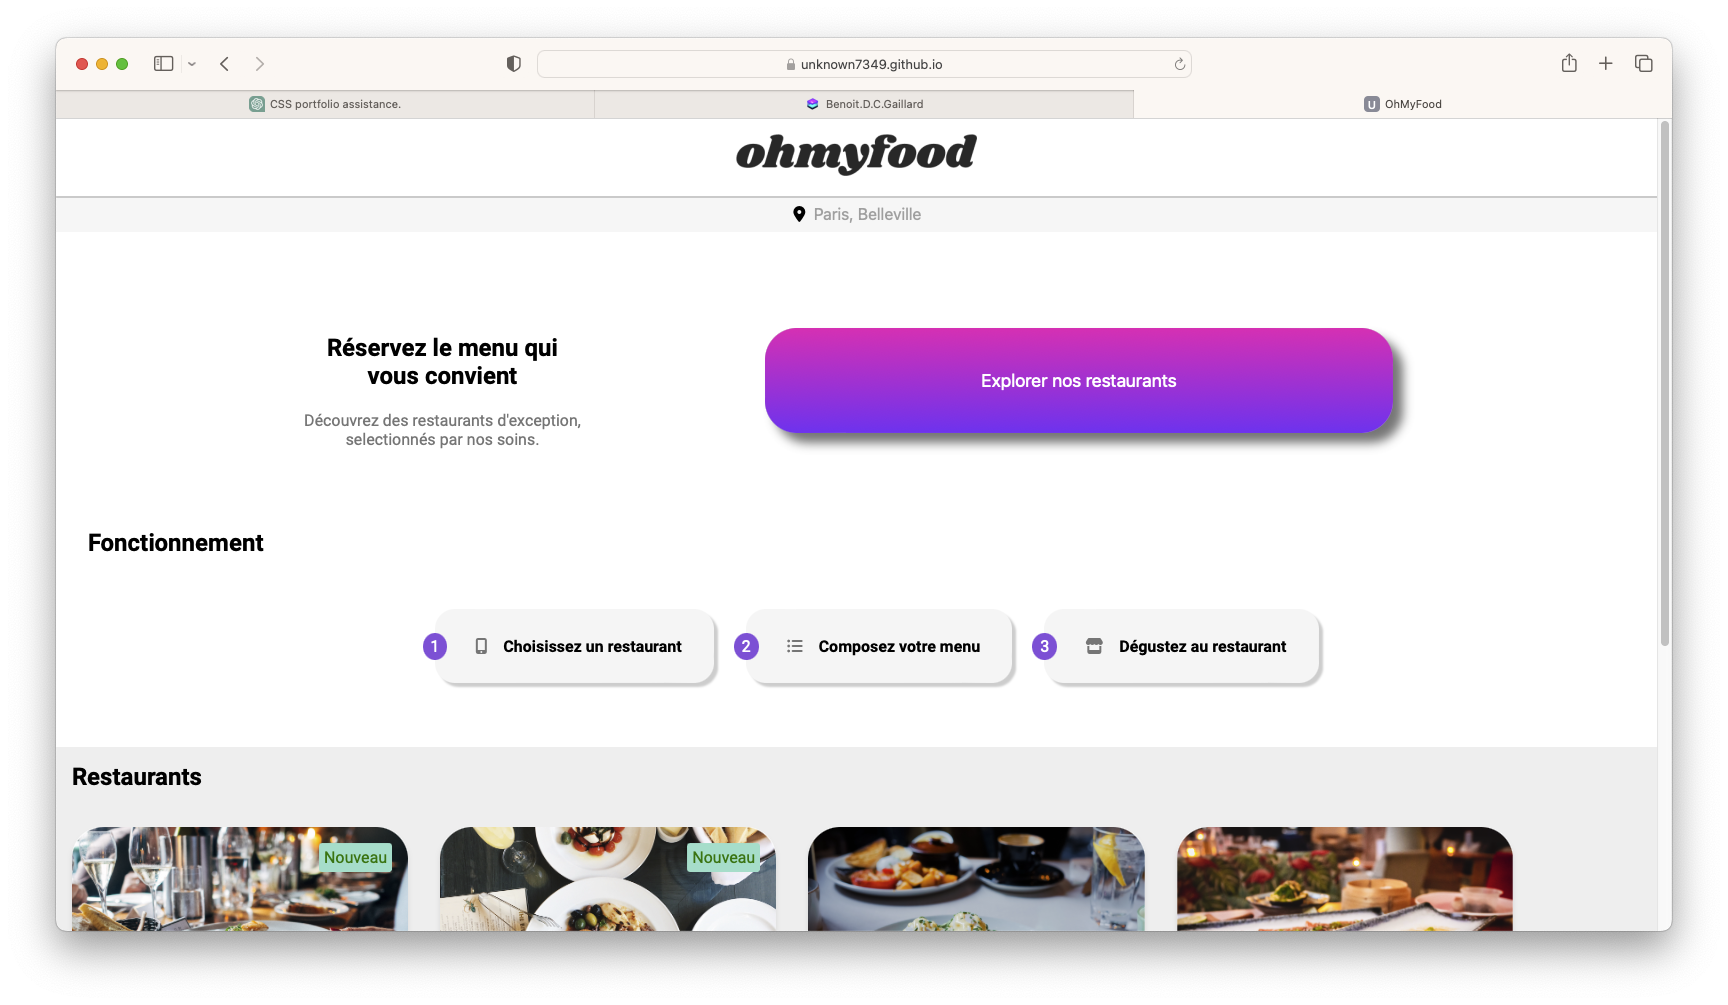 unknown7349.github.io
CSS portfolio assistance.
Benoit.D.C.Gaillard
U OhMyFood
ohmyfood
Paris, Belleville
Réservez le menu qui
vous convient
Découvrez des restaurants d'exception,
selectionnés par nos soins.
Explorer nos restaurants
Fonctionnement
1 Choisissez un restaurant
2 Composez votre menu
3 Dégustez au restaurant
Restaurants
Nouveau
Nouveau